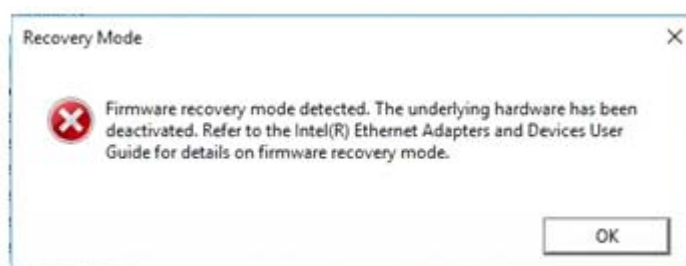 Recovery Mode
Firmware recovery mode detected. The underlying hardware has been
deactivated. Refer to the Intel(R) Ethernet Adapters and Devices User
Guide for details on firmware recovery mode.
OK